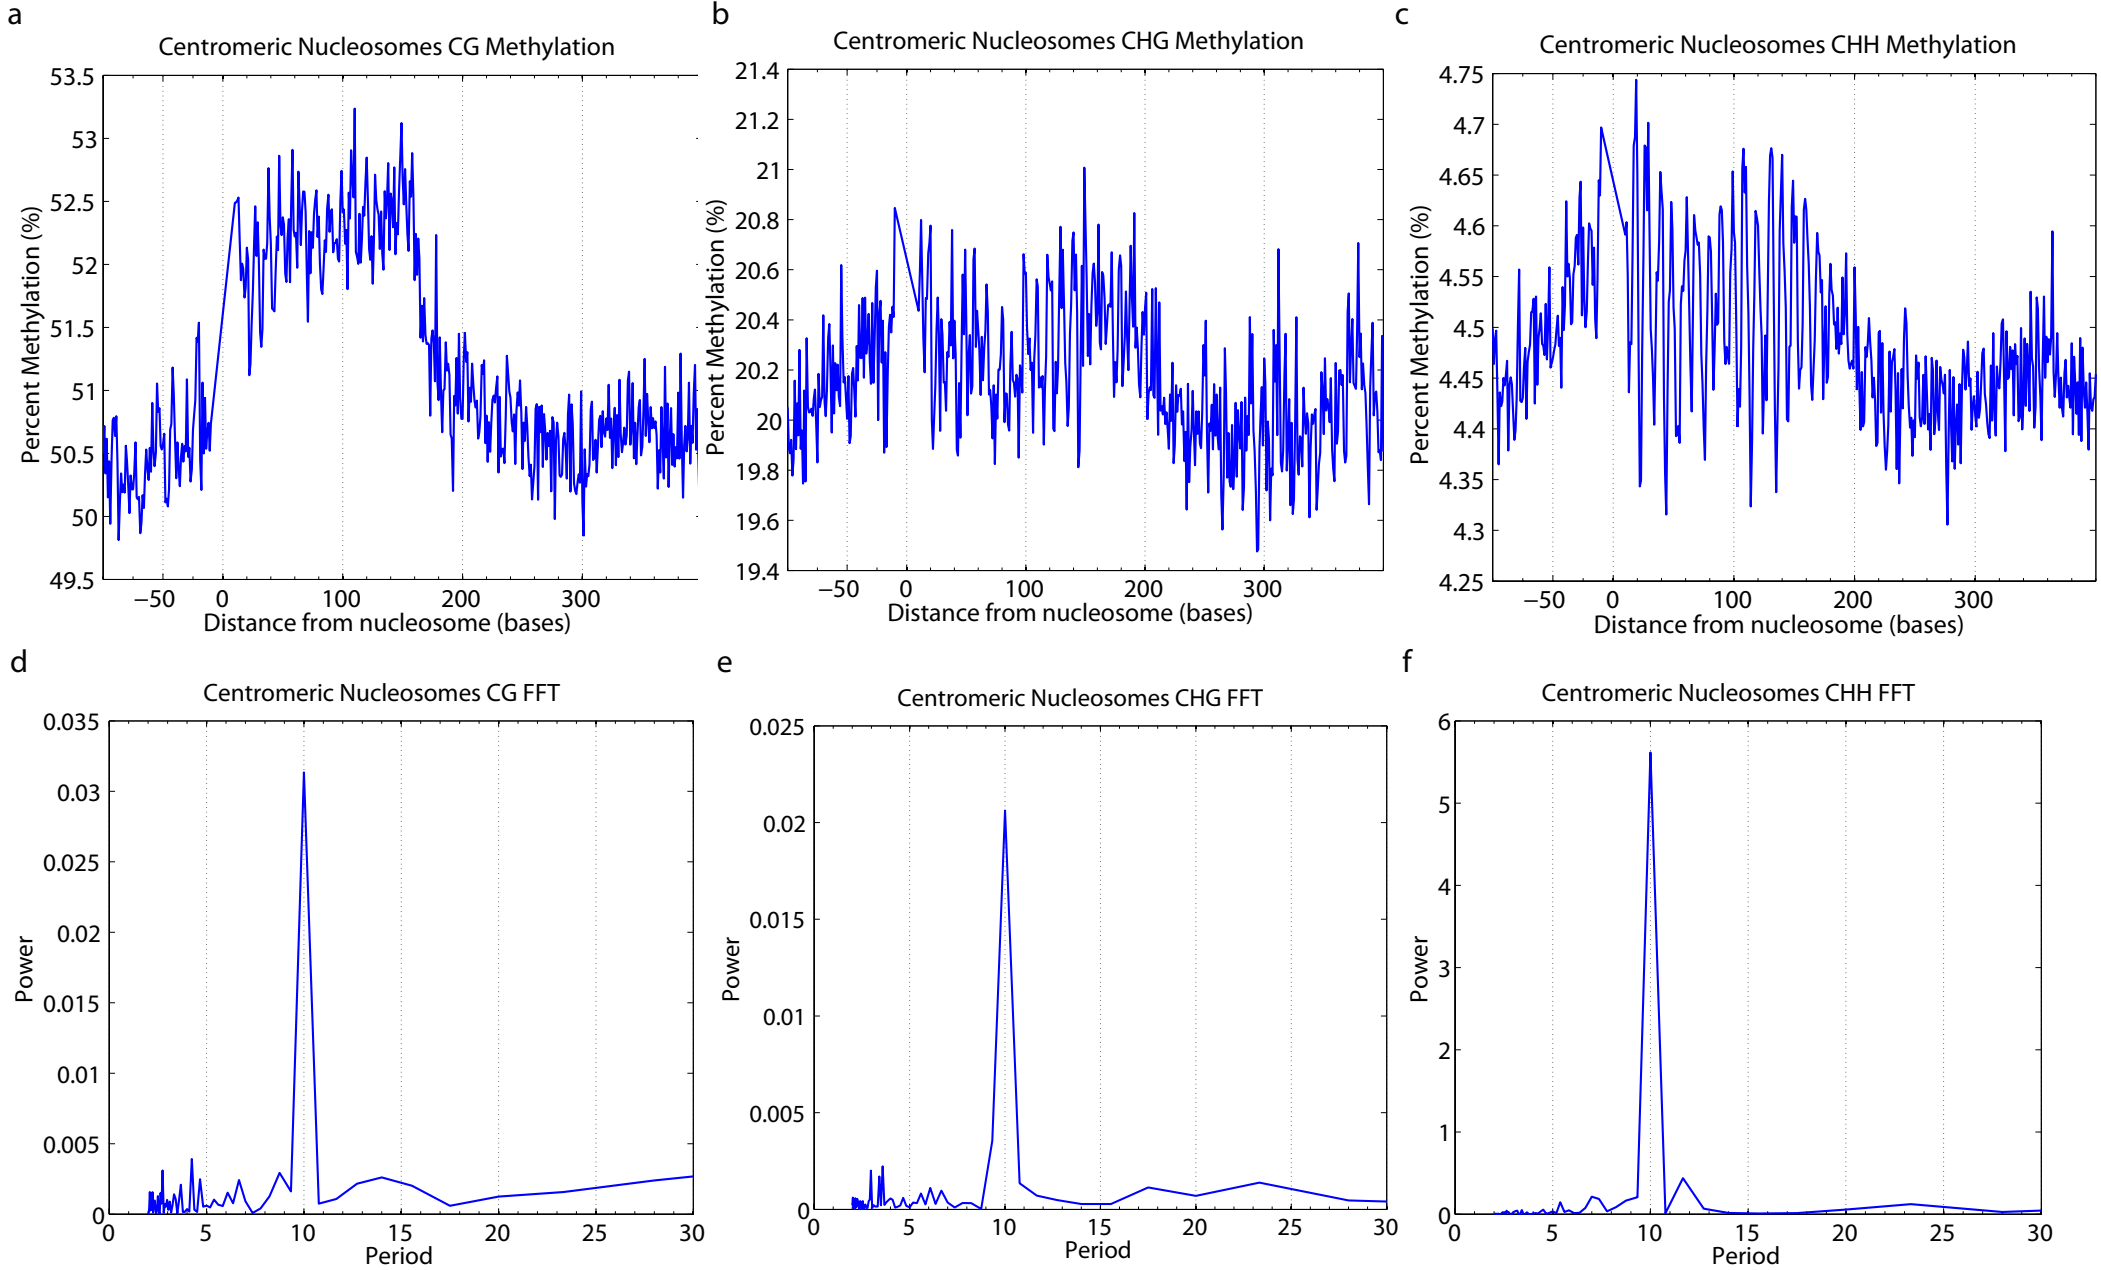 a
Centromeric Nucleosomes CG Methylation
53.5
53
52.5
52
51.5
51
50.5
50
49.5
Percent Methylation (%)
−50 0 100 200 300
Distance from nucleosome (bases)
b
Centromeric Nucleosomes CHG Methylation
21.4
21.2
21
20.8
20.6
20.4
20.2
20
19.8
19.6
19.4
Percent Methylation (%)
−50 0 100 200 300
Distance from nucleosome (bases)
c
Centromeric Nucleosomes CHH Methylation
4.75
4.7
4.65
4.6
4.55
4.5
4.45
4.4
4.35
4.3
4.25
Percent Methylation (%)
−50 0 100 200 300
Distance from nucleosome (bases)
d
Centromeric Nucleosomes CG FFT
0.035
0.03
0.025
0.02
0.015
0.01
0.005
0
Power
0 5 10 15 20 25 30
Period
e
Centromeric Nucleosomes CHG FFT
0.025
0.02
0.015
0.01
0.005
0
Power
0 5 10 15 20 25 30
Period
f
Centromeric Nucleosomes CHH FFT
6
5
4
3
2
1
0
Power
0 5 10 15 20 25 30
Period